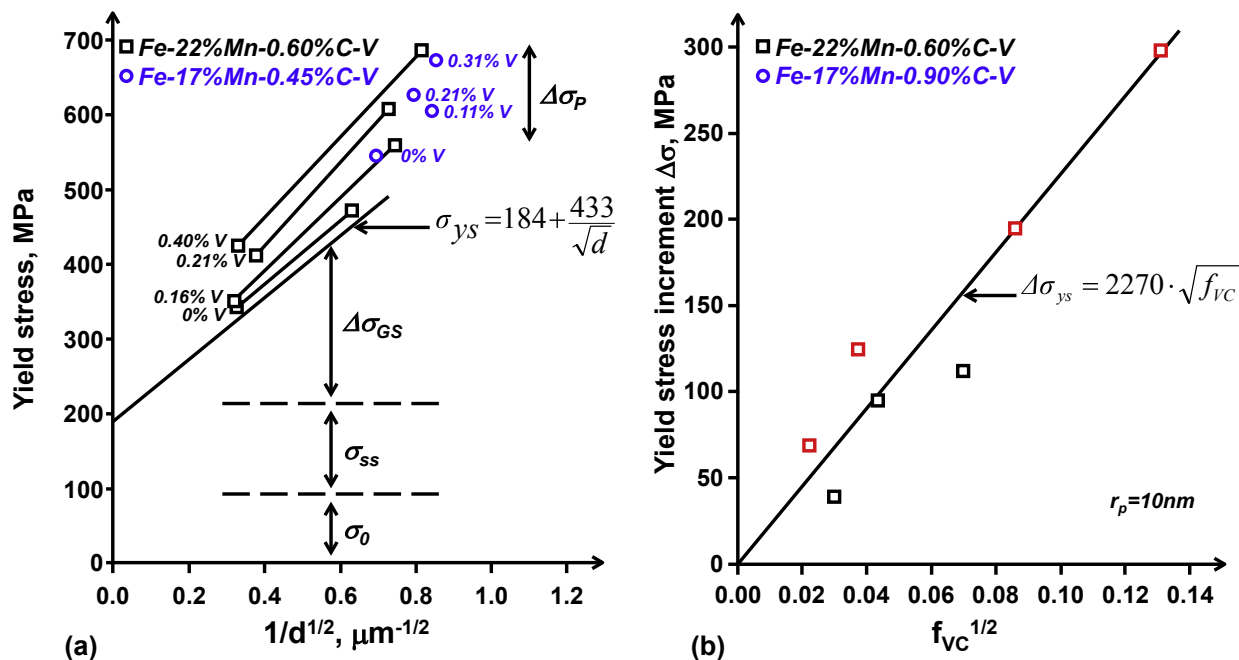 Fe-22%Mn-0.60%C-V
Fe-17%Mn-0.45%C-V
Yield stress, MPa
700
600
500
400
300
200
100
0
0.31% V
0.21% V
0.11% V
0% V
Δσ_P
σ_ys = 184 + 433/√d
0.40% V
0.21% V
0.16% V
0% V
Δσ_GS
σ_ss
σ_0
0
0.2
0.4
0.6
0.8
1.0
1.2
(a)
1/d^1/2, μm^-1/2
Fe-22%Mn-0.60%C-V
Fe-17%Mn-0.90%C-V
Yield stress increment Δσ, MPa
300
250
200
150
100
50
0
Δσ_ys = 2270·√f_VC
r_p=10nm
0.00
0.02
0.04
0.06
0.08
0.10
0.12
0.14
(b)
f_VC^1/2